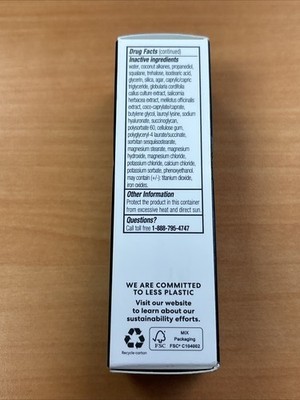 Drug Facts (continued)
Inactive ingredients
water, coconut alkanes, propanediol,
squalane, trehalose, isostearic acid,
glycerin, silica, agar, caprylic/capric
triglyceride, globularia cordifolia
callus culture extract, salicornia
herbacea extract, melilotus officinalis
extract, coco-caprylate/caprate,
butylene glycol, lauroyl lysine, sodium
hyaluronate, succinoglycan,
polysorbate 60, cellulose gum,
polyglyceryl-4 laurate/succinate,
sorbitan sesquioleate,
magnesium stearate, magnesium
hydroxide, magnesium chloride,
potassium chloride, calcium chloride,
potassium sorbate, phenoxyethanol.
may contain (+/-): titanium dioxide,
iron oxides.
Other Information
Protect the product in this container
from excessive heat and direct sun.
Questions?
Call toll free 1-888-795-4747
WE ARE COMMITTED
TO LESS PLASTIC
Visit our website
to learn about our
sustainability efforts.
Recycle carton
FSC
MIX
Packaging
FSC® C104002